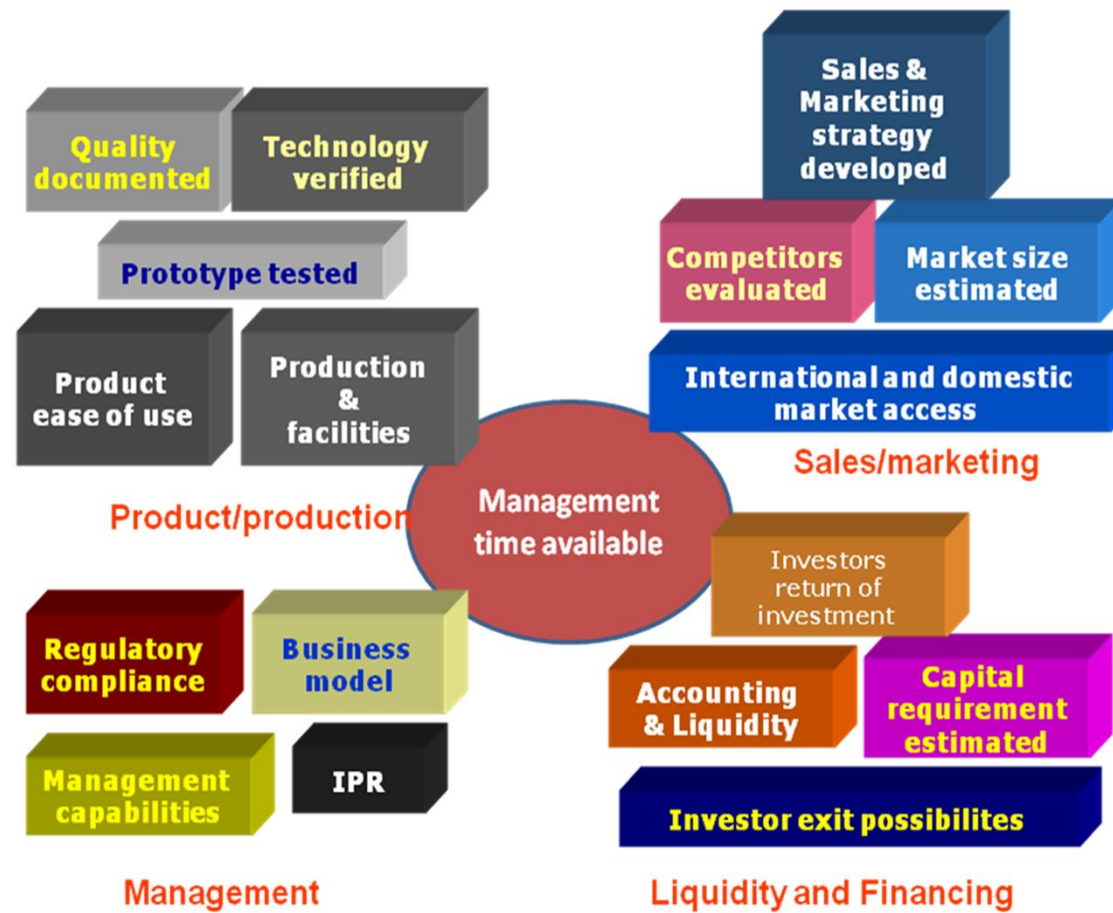 Quality
documented
Technology
verified
Prototype tested
Product
ease of use
Production
&
facilities
Product/production
Sales &
Marketing
strategy
developed
Competitors
evaluated
Market size
estimated
International and domestic
market access
Sales/marketing
Management
time available
Regulatory
compliance
Business
model
Management
capabilities
IPR
Management
Investors
return of
investment
Accounting
& Liquidity
Capital
requirement
estimated
Investor exit possibilites
Liquidity and Financing